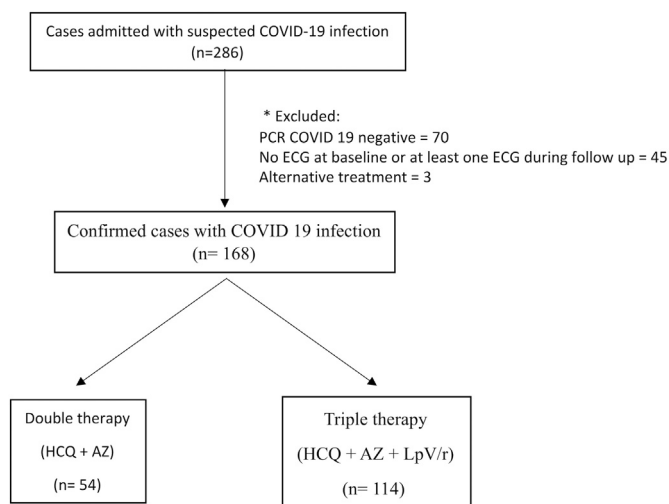 Cases admitted with suspected COVID-19 infection
(n=286)
* Excluded:
PCR COVID 19 negative = 70
No ECG at baseline or at least one ECG during follow up = 45
Alternative treatment = 3
Confirmed cases with COVID 19 infection
(n= 168)
Double therapy
(HCQ + AZ)
(n= 54)
Triple therapy
(HCQ + AZ + LpV/r)
(n= 114)